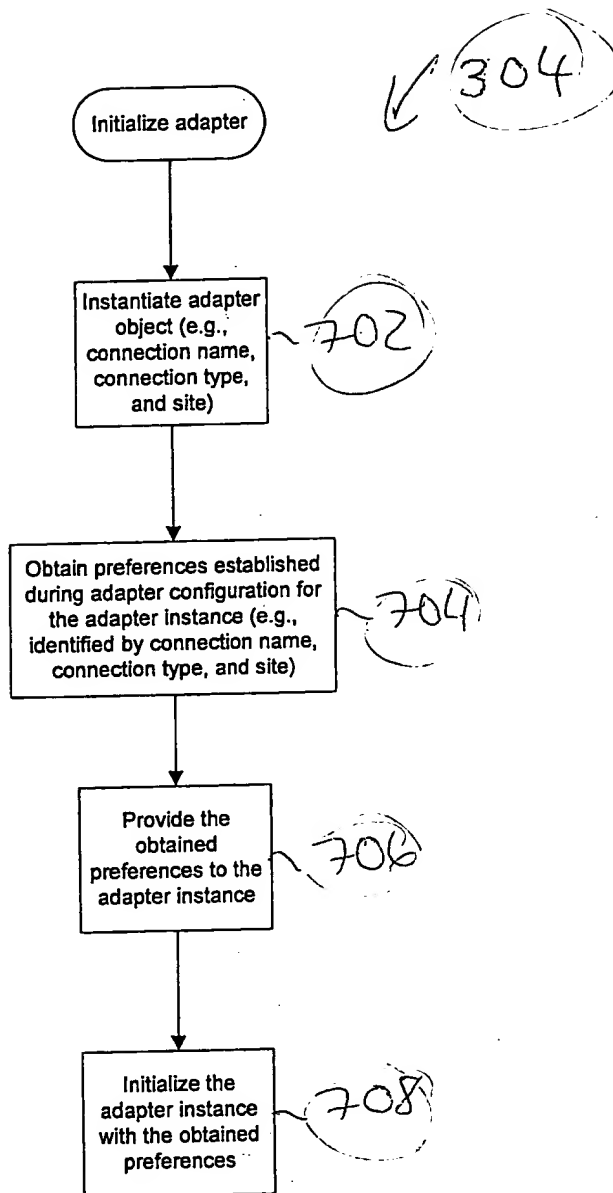 304
Initialize adapter
Instantiate adapter
object (e.g.,
connection name,
connection type,
and site)
702
Obtain preferences established
during adapter configuration for
the adapter instance (e.g.,
identified by connection name,
connection type, and site)
704
Provide the
obtained
preferences to the
adapter instance
706
Initialize the
adapter instance
with the obtained
preferences
708